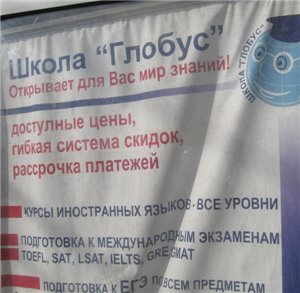 Школа "Глобус"
Открывает для Вас мир знаний!
ШКОЛА "ГЛОБУС"
доступные цены,
гибкая система скидок,
рассрочка платежей
КУРСЫ ИНОСТРАННЫХ ЯЗЫКОВ-ВСЕ УРОВНИ
ПОДГОТОВКА К МЕЖДУНАРОДНЫМ ЭКЗАМЕНАМ
TOEFL, SAT, LSAT, IELTS, GRE, GMAT
ПОДГОТОВКА К ЕГЭ ПО ВСЕМ ПРЕДМЕТАМ